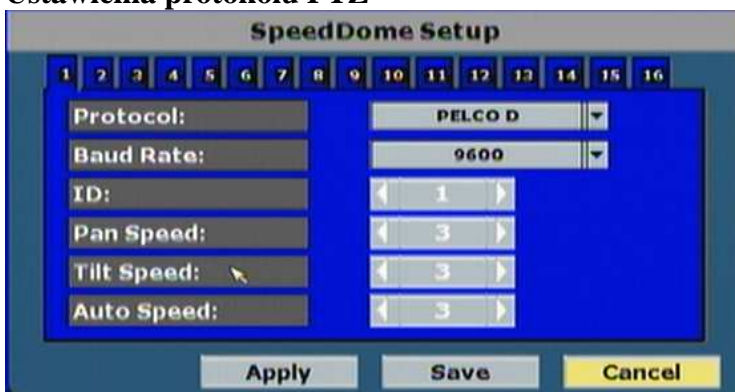 Ustawienia protokołu PTZ
SpeedDome Setup
1 2 3 4 5 6 7 8 9 10 11 12 13 14 15 16
Protocol: PELCO D
Baud Rate: 9600
ID: 1
Pan Speed: 3
Tilt Speed: 3
Auto Speed: 3
Apply Save Cancel